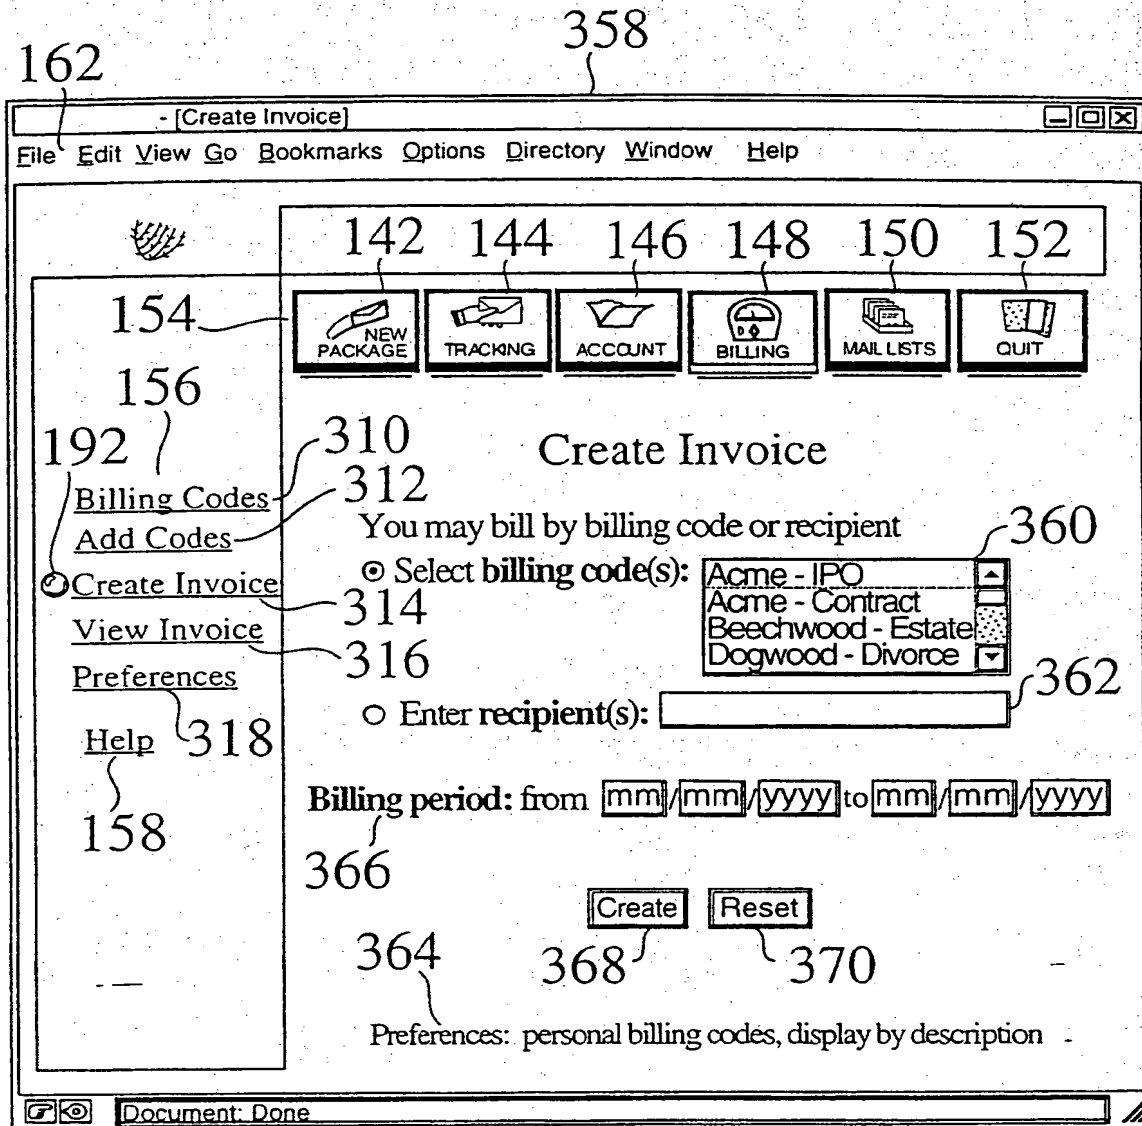 358
162
- [Create Invoice]
File Edit View Go Bookmarks Options Directory Window Help
142 144 146 148 150 152
154
NEW PACKAGE
TRACKING
ACCOUNT
BILLING
MAIL LISTS
QUIT
156
192
310
Create Invoice
Billing Codes
312
Add Codes
You may bill by billing code or recipient
360
Create Invoice
Select billing code(s):
Acme - IPO
Acme - Contract
Beechwood - Estate
Dogwood - Divorce
314
View Invoice
316
Preferences
362
Enter recipient(s):
Help
318
Billing period: from mm/mm/yyyy to mm/mm/yyyy
158
366
Create Reset
364
368
370
Preferences: personal billing codes, display by description
Document: Done